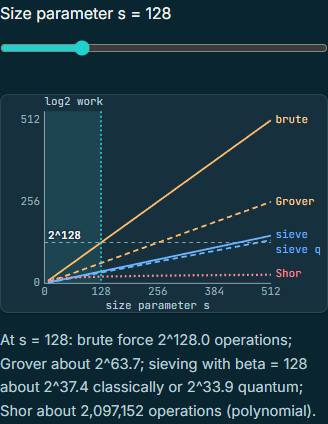 Size parameter s = 128
log2 work
512
brute
256
Grover
2^128
sieve
sieve q
Shor
0
0 128 256 384 512
size parameter s
At s = 128: brute force 2^128.0 operations;
Grover about 2^63.7; sieving with beta = 128
about 2^37.4 classically or 2^33.9 quantum;
Shor about 2,097,152 operations (polynomial).